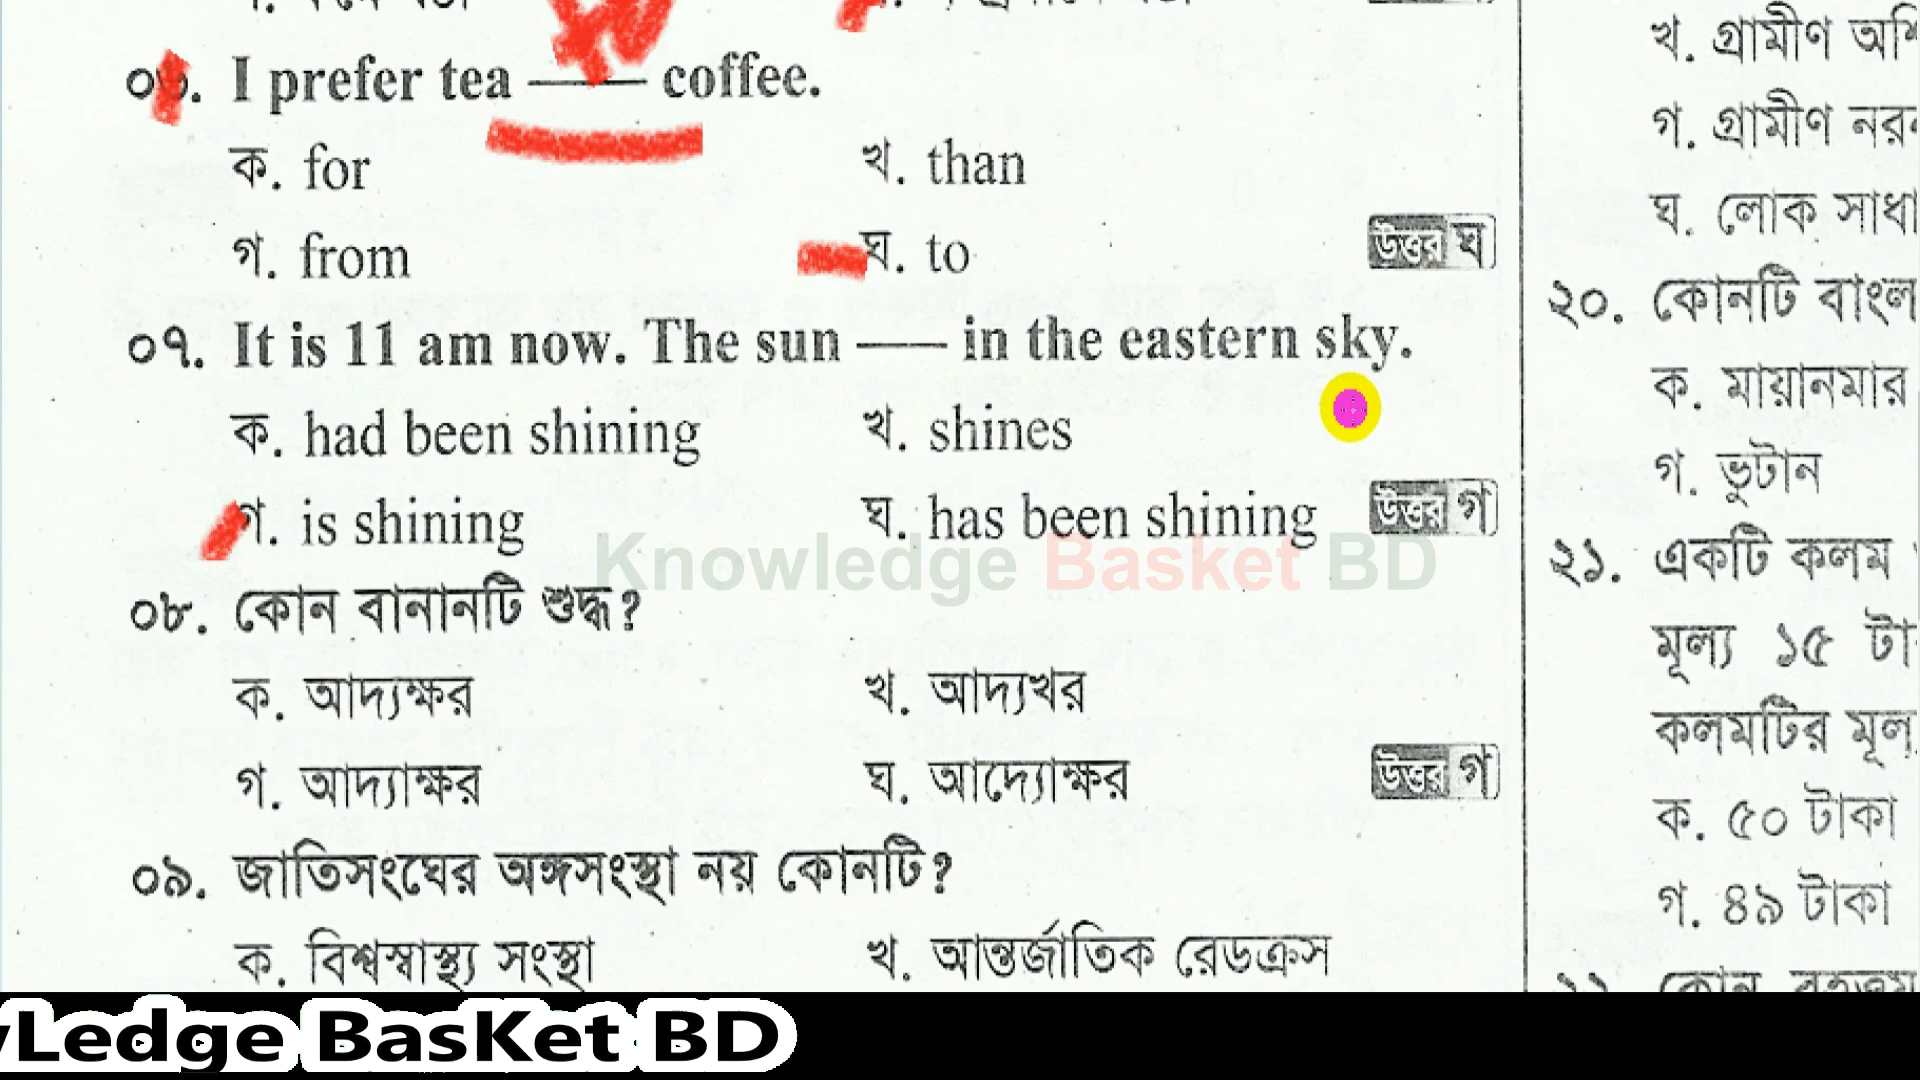 ০৬. I prefer tea —— coffee.
ক. for খ. than
গ. from ঘ. to উত্তর ঘ
০৭. It is 11 am now. The sun —— in the eastern sky.
ক. had been shining খ. shines
গ. is shining ঘ. has been shining উত্তর গ
০৮. কোন বানানটি শুদ্ধ?
ক. আদ্যক্ষর খ. আদ্যখর
গ. আদ্যাক্ষর ঘ. আদ্যোক্ষর উত্তর গ
০৯. জাতিসংঘের অঙ্গসংস্থা নয় কোনটি?
ক. বিশ্বস্বাস্থ্য সংস্থা খ. আন্তর্জাতিক রেডক্রস
খ. গ্রামীণ
গ. গ্রামীণ
ঘ. লোক
২০. কোনটি
ক. মায়ানমার
গ. ভুটান
২১. একটি কলম
মূল্য ১৫
কলমটির
ক. ৫০ টাকা
গ. ৪৯ টাকা
Knowledge Basket BD
Ledge BasKet BD